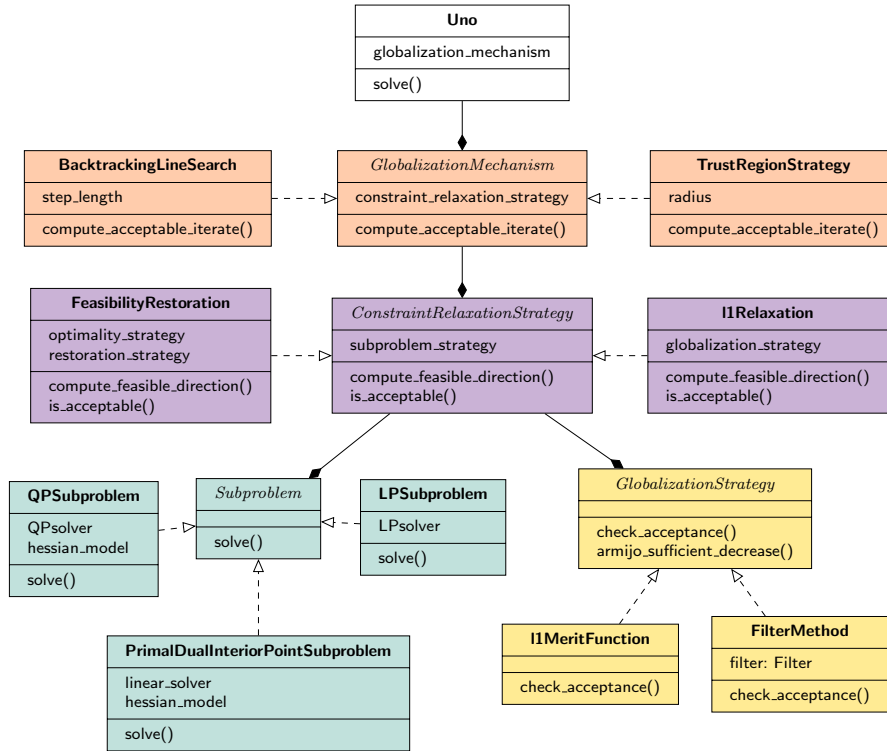 Uno
globalization_mechanism
solve()
BacktrackingLineSearch
step_length
compute_acceptable_iterate()
GlobalizationMechanism
constraint_relaxation_strategy
compute_acceptable_iterate()
TrustRegionStrategy
radius
compute_acceptable_iterate()
FeasibilityRestoration
optimality_strategy
restoration_strategy
compute_feasible_direction()
is_acceptable()
ConstraintRelaxationStrategy
subproblem_strategy
compute_feasible_direction()
is_acceptable()
l1Relaxation
globalization_strategy
compute_feasible_direction()
is_acceptable()
QPSubproblem
QPsolver
hessian_model
solve()
Subproblem
solve()
LPSubproblem
LPsolver
solve()
GlobalizationStrategy
check_acceptance()
armijo_sufficient_decrease()
PrimalDualInteriorPointSubproblem
linear_solver
hessian_model
solve()
l1MeritFunction
check_acceptance()
FilterMethod
filter: Filter
check_acceptance()